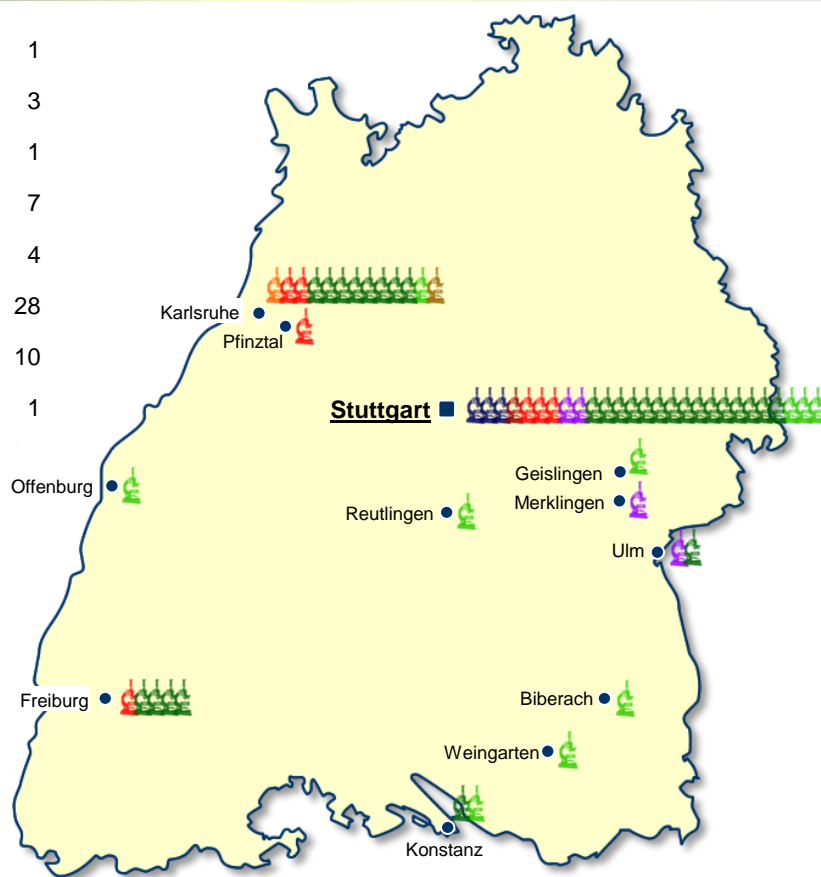 1
3
1
7
4
28
10
1
Karlsruhe
Pfinztal
Stuttgart
Geislingen
Offenburg
Merklingen
Reutlingen
Ulm
Freiburg
Biberach
Weingarten
Konstanz